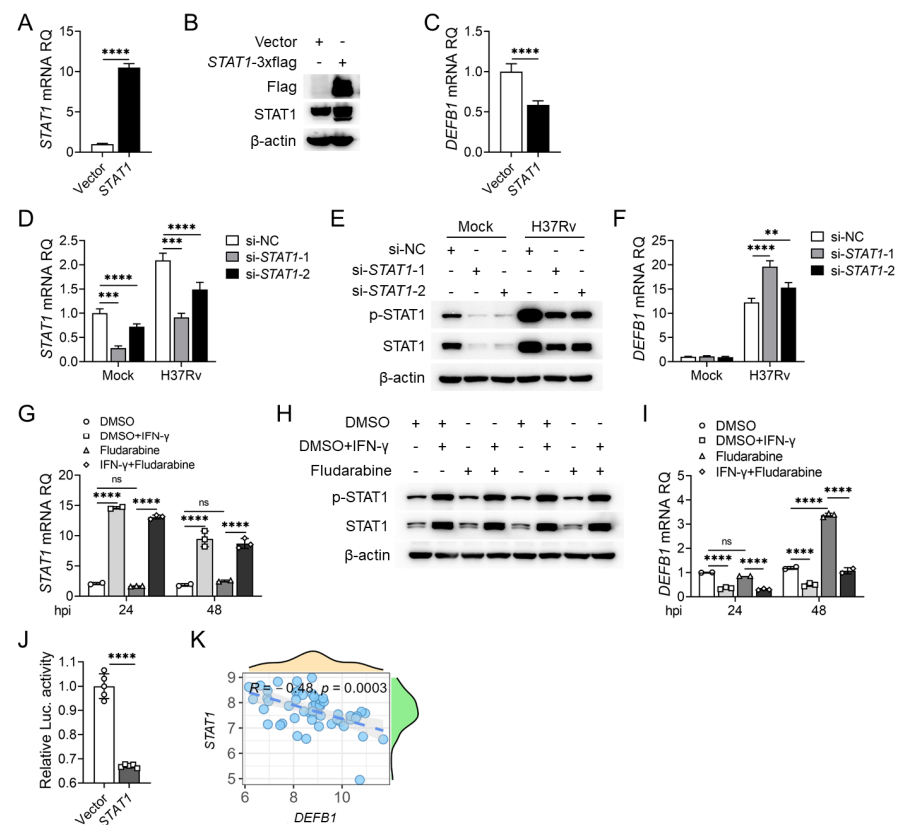 A
STAT1 mRNA RQ
15
10
5
0
****
Vector
STAT1
B
Vector + -
STAT1-3xflag - +
Flag
STAT1
β-actin
C
DEFB1 mRNA RQ
1.5
1.0
0.5
0.0
****
Vector
STAT1
D
STAT1 mRNA RQ
2.5
2.0
1.5
1.0
0.5
0.0
****
***
****
***
Mock
H37Rv
si-NC
si-STAT1-1
si-STAT1-2
E
Mock H37Rv
si-NC + - - + - -
si-STAT1-1 - + - - + -
si-STAT1-2 - - + - - +
p-STAT1
STAT1
β-actin
F
DEFB1 mRNA RQ
25
20
15
10
5
0
**
****
Mock
H37Rv
si-NC
si-STAT1-1
si-STAT1-2
G
DMSO
DMSO+IFN-γ
Fludarabine
IFN-γ+Fludarabine
STAT1 mRNA RQ
20
15
10
5
0
ns
**** ****
ns
**** ****
hpi 24 48
H
DMSO + + - - + + - -
DMSO+IFN-γ - + - + - + - +
Fludarabine - - + + - - + +
p-STAT1
STAT1
β-actin
I
DMSO
DMSO+IFN-γ
Fludarabine
IFN-γ+Fludarabine
DEFB1 mRNA RQ
5
4
3
2
1
0
ns
**** ****
**** ****
****
hpi 24 48
J
Relative Luc. activity
1.1
1.0
0.9
0.8
0.7
0.6
****
Vector
STAT1
K
R = − 0.48, p = 0.0003
STAT1
9
8
7
6
5
6 8 10
DEFB1